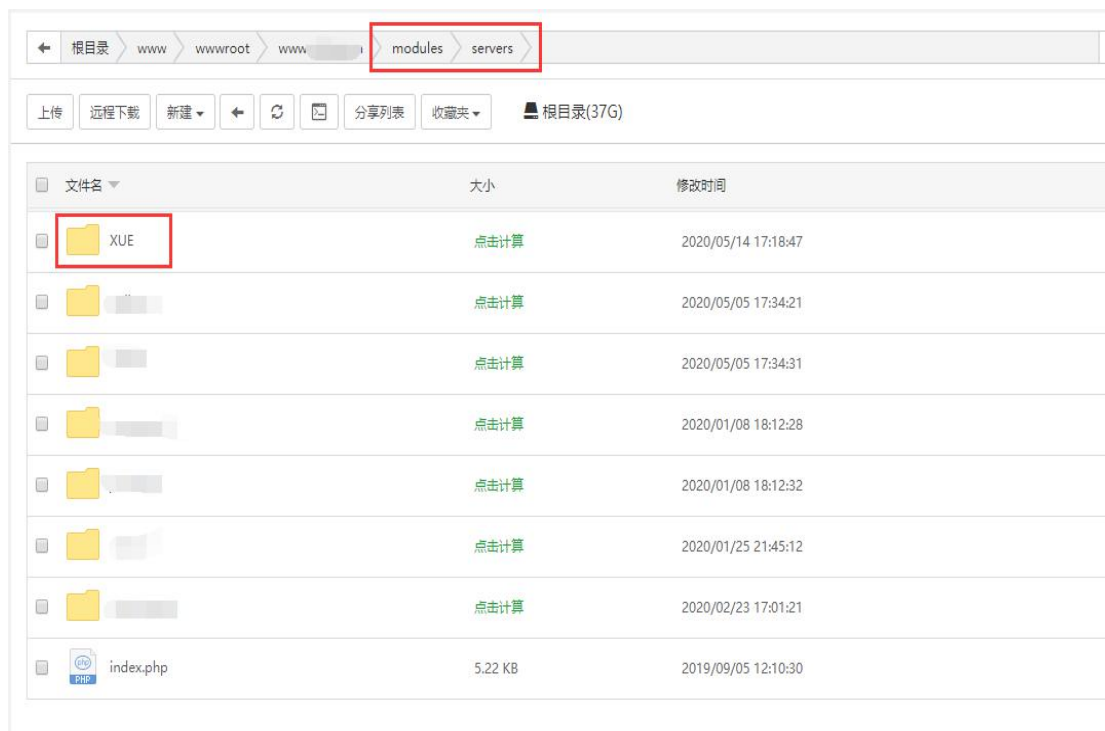 根目录 www wwwroot www modules servers
上传 远程下载 新建 分享列表 收藏夹 根目录(37G)
文件名 大小 修改时间
XUE 点击计算 2020/05/14 17:18:47
点击计算 2020/05/05 17:34:21
点击计算 2020/05/05 17:34:31
点击计算 2020/01/08 18:12:28
点击计算 2020/01/08 18:12:32
点击计算 2020/01/25 21:45:12
点击计算 2020/02/23 17:01:21
php
PHP
index.php 5.22 KB 2019/09/05 12:10:30